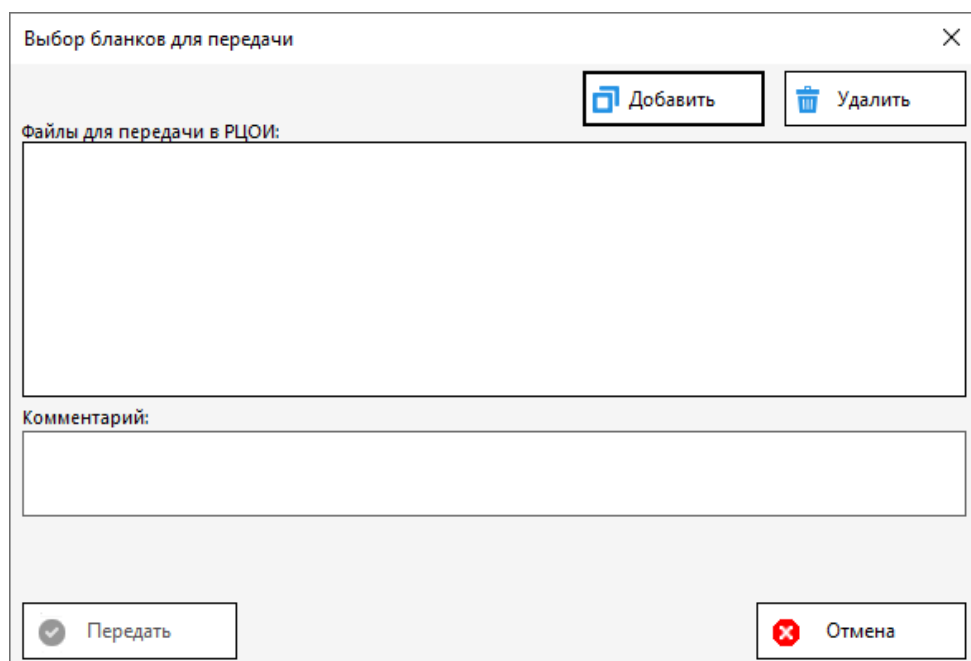 Выбор бланков для передачи
Добавить
Удалить
Файлы для передачи в РЦОИ:
Комментарий:
Передать
Отмена